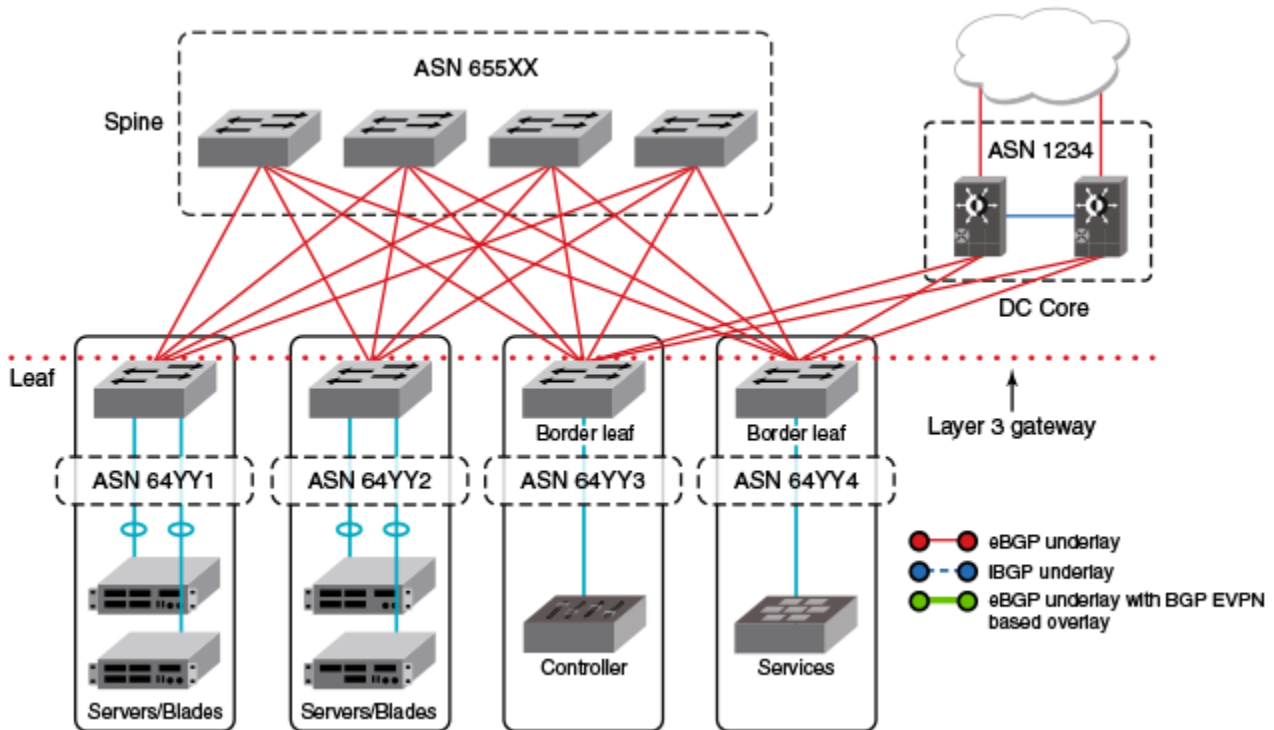 ASN 655XX
Spine
ASN 1234
DC Core
Leaf
Layer 3 gateway
Border leaf
Border leaf
ASN 64YY1
ASN 64YY2
ASN 64YY3
ASN 64YY4
eBGP underlay
IBGP underlay
eBGP underlay with BGP EVPN
based overlay
Controller
Services
Servers/Blades
Servers/Blades